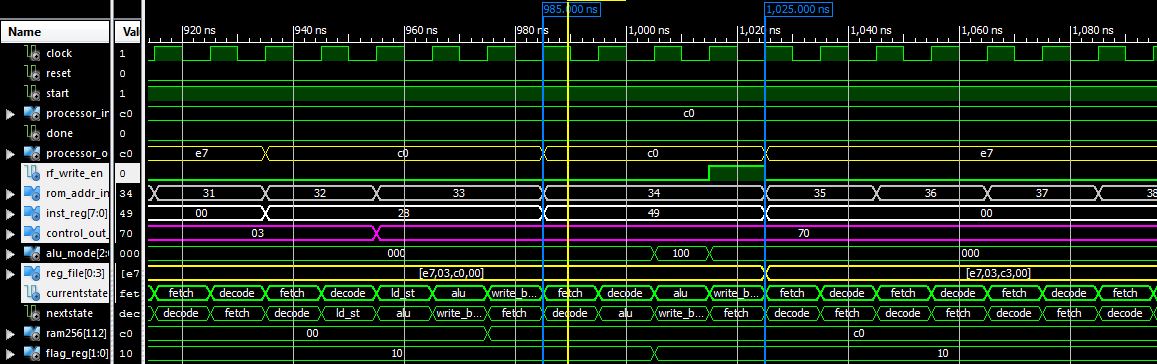 985.000 ns 1,025.000 ns
Name Valu 920 ns 940 ns 960 ns 980 ns 1,000 ns 1,020 ns 1,040 ns 1,060 ns 1,080 ns
clock 1
reset 0
start 1
processor_in c0 c0
done 0
processor_o c0 e7 c0 c0 e7
rf_write_en 0
rom_addr_in 34 31 32 33 34 35 36 37 38
inst_reg[7:0] 49 00 28 49 00
control_out_ 70 03 70
alu_mode[2: 000 000 100 000
reg_file[0:3] [e7 [e7,03,c0,00] [e7,03,c3,00]
currentstate fet fetch decode fetch decode ld_st alu write_b... fetch decode alu write_b... fetch decode fetch decode fetch decode fetch
nextstate dec decode fetch decode ld_st alu write_b... fetch decode alu write_b... fetch decode fetch decode fetch decode fetch decode
ram256[112] c0 00 c0
flag_reg[1:0] 10 10 10